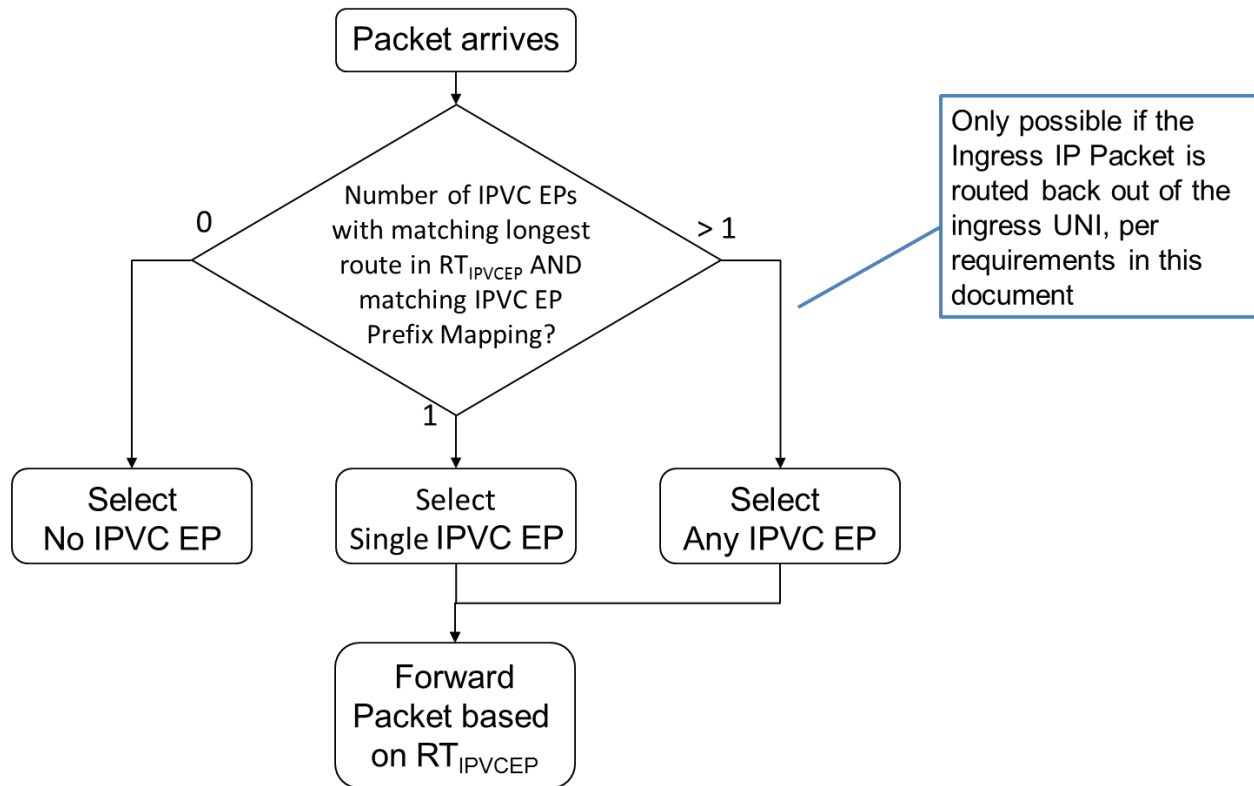 Packet arrives
Number of IPVC EPs
with matching longest
route in RTIPVCEP AND
matching IPVC EP
Prefix Mapping?
0
> 1
1
Only possible if the
Ingress IP Packet is
routed back out of the
ingress UNI, per
requirements in this
document
Select
No IPVC EP
Select
Single IPVC EP
Select
Any IPVC EP
Forward
Packet based
on RTIPVCEP